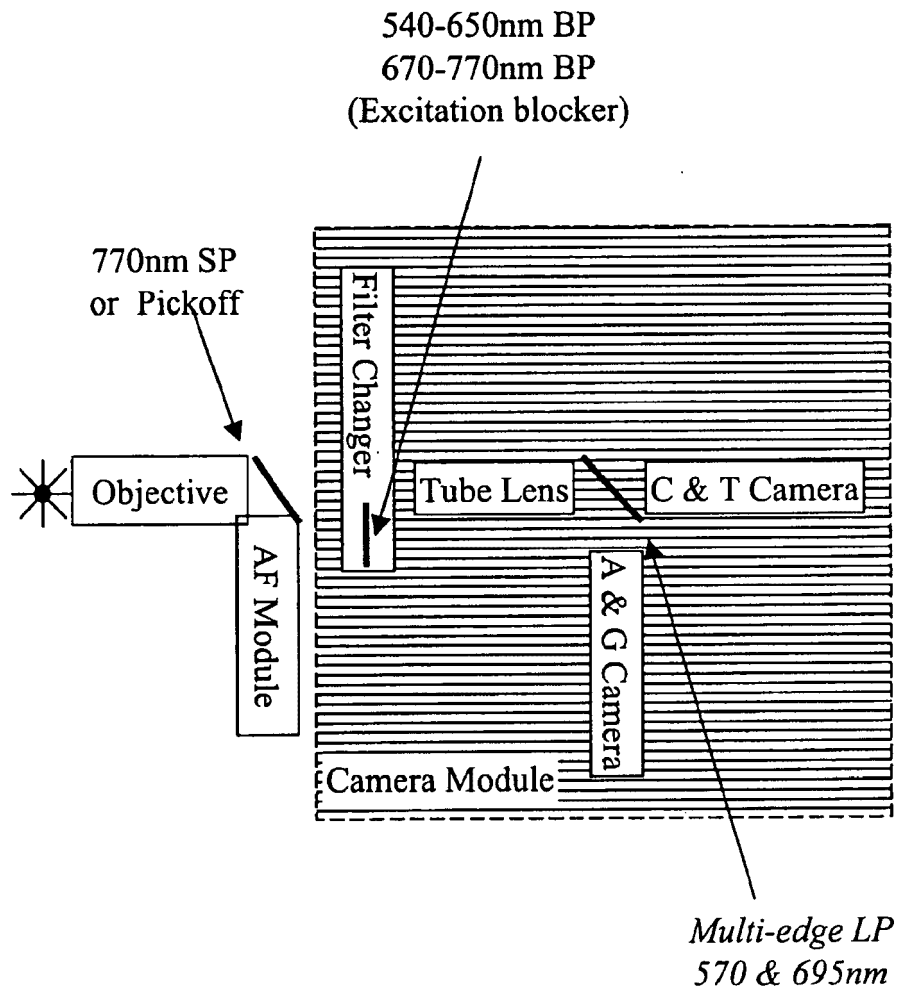 540-650nm BP
670-770nm BP
(Excitation blocker)
770nm SP
or Pickoff
Filter Changer
Objective
Tube Lens
C & T Camera
AF Module
A & G Camera
Camera Module
Multi-edge LP
570 & 695nm